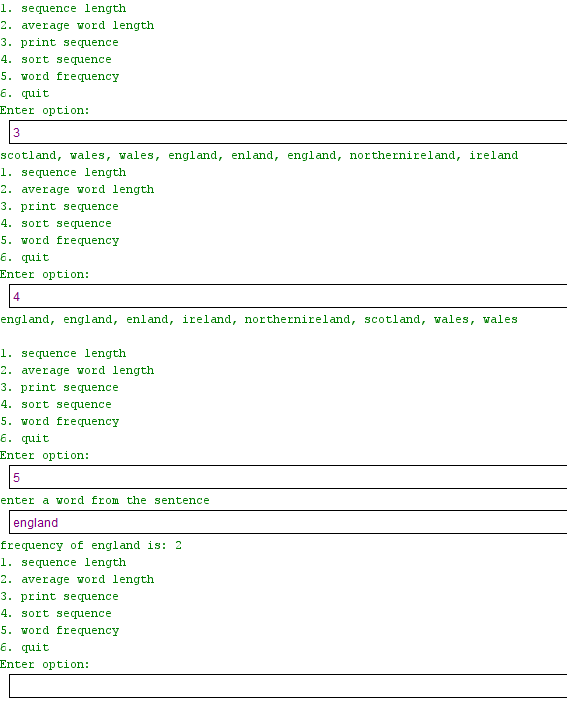 1. sequence length
2. average word length
3. print sequence
4. sort sequence
5. word frequency
6. quit
Enter option:
3
scotland, wales, wales, england, enland, england, northernireland, ireland
1. sequence length
2. average word length
3. print sequence
4. sort sequence
5. word frequency
6. quit
Enter option:
4
england, england, enland, ireland, northernireland, scotland, wales, wales
1. sequence length
2. average word length
3. print sequence
4. sort sequence
5. word frequency
6. quit
Enter option:
5
enter a word from the sentence
england
frequency of england is: 2
1. sequence length
2. average word length
3. print sequence
4. sort sequence
5. word frequency
6. quit
Enter option: